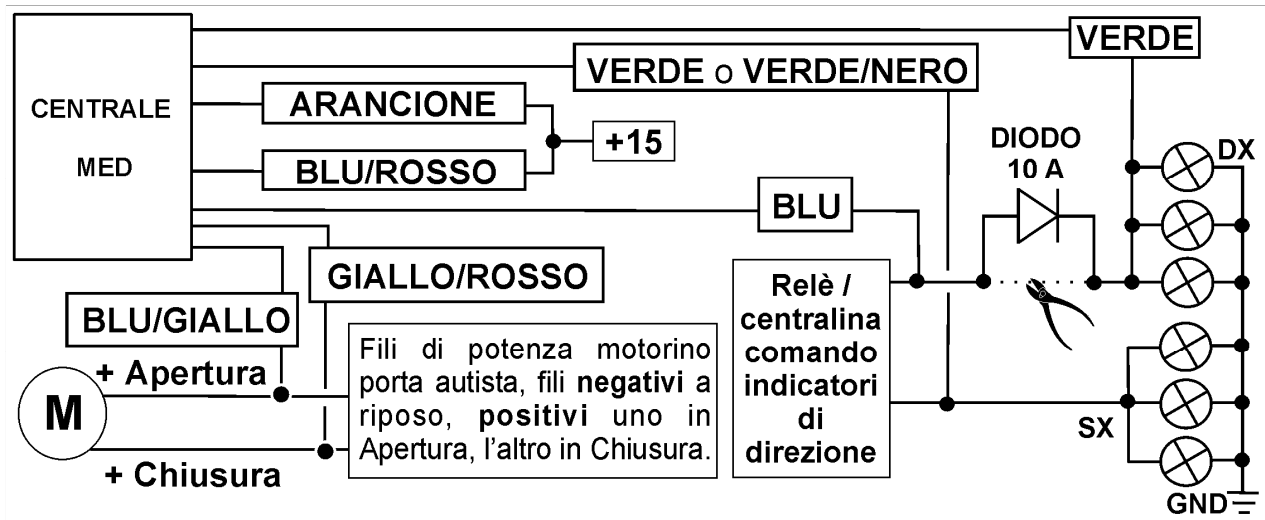 VERDE
VERDE o VERDE/NERO
CENTRALE
MED
ARANCIONE
+15
BLU/ROSSO
DIODO
10 A
DX
BLU
GIALLO/ROSSO
BLU/GIALLO
Relè /
centralina
comando
indicatori
di
direzione
+ Apertura
M
+ Chiusura
Fili di potenza motorino
porta autista, fili negativi a
riposo, positivi uno in
Apertura, l'altro in Chiusura.
SX
GND